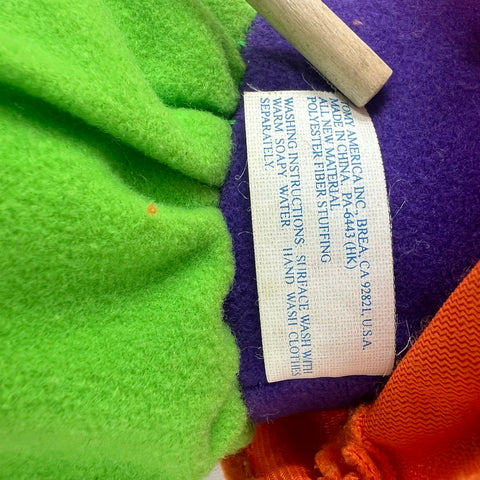 TOMY AMERICA INC., BREA, CA 92821, U.S.A.
MADE IN CHINA. PA-6443 (HK)
ALL NEW MATERIAL
POLYESTER FIBER STUFFING
WASHING INSTRUCTIONS: SURFACE WASH WITH
WARM SOAPY WATER. HAND WASH CLOTHES
SEPARATELY.